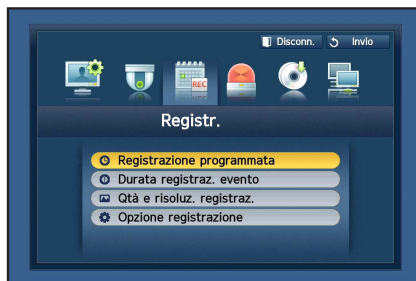 Disconn. Invio
REC
Registr.
Registrazione programmata
Durata registraz. evento
Qtà e risoluz. registraz.
Opzione registrazione